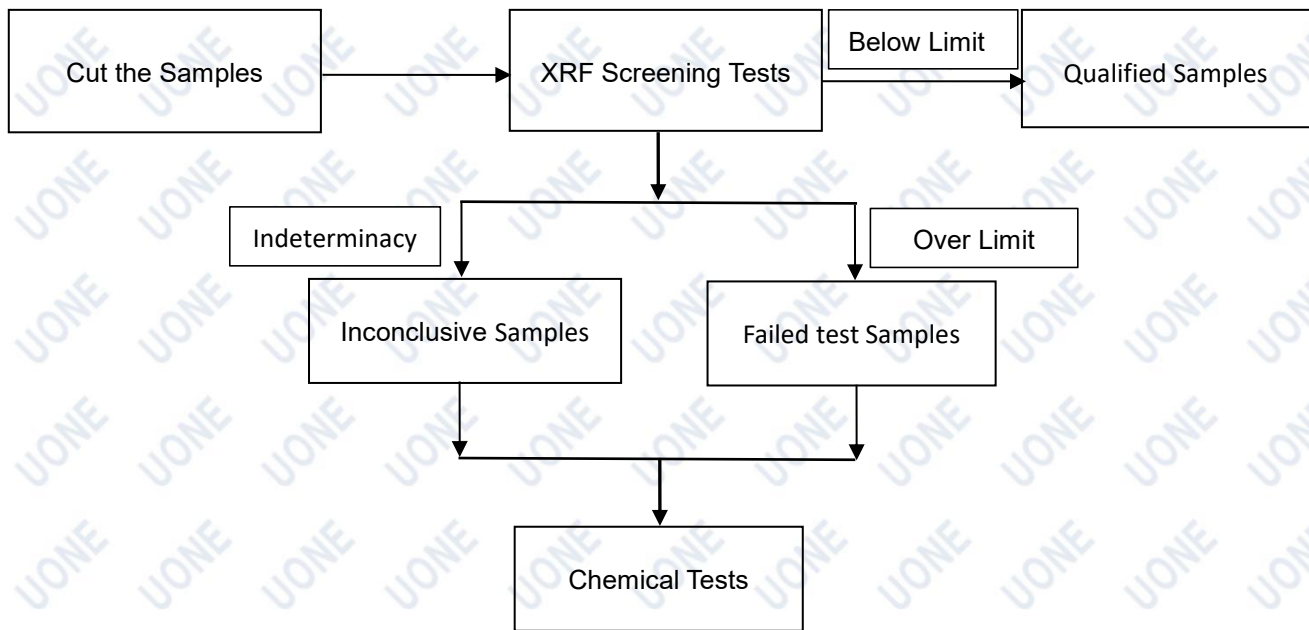 Cut the Samples
XRF Screening Tests
Below Limit
Qualified Samples
Indeterminacy
Over Limit
Inconclusive Samples
Failed test Samples
Chemical Tests
UONE